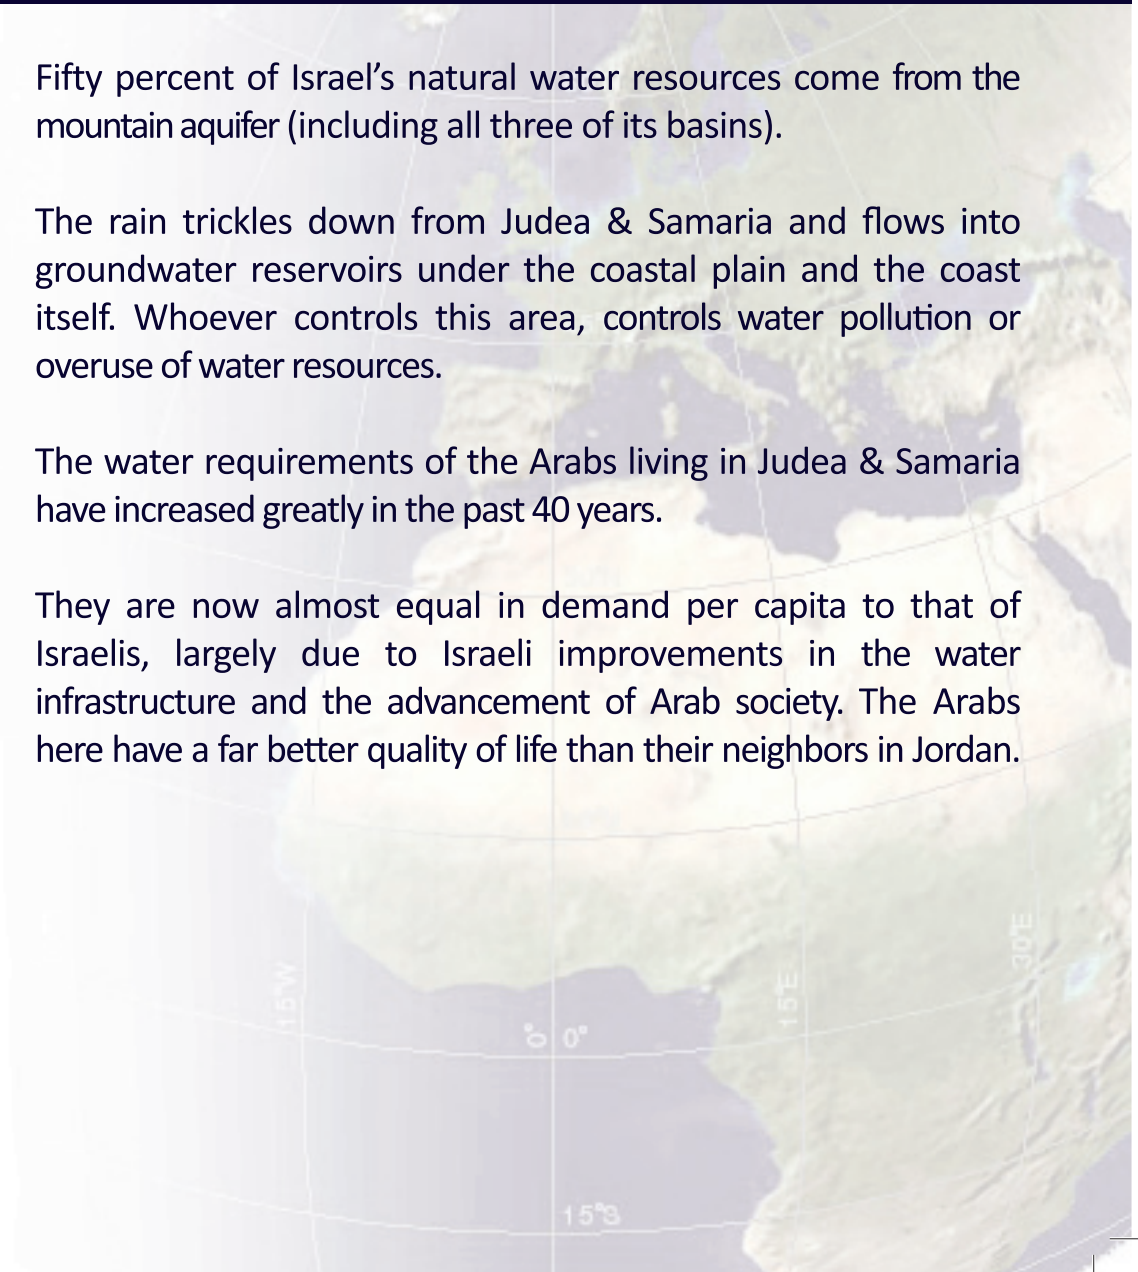 Fifty percent of Israel’s natural water resources come from the
mountain aquifer (including all three of its basins).
The rain trickles down from Judea & Samaria and flows into
groundwater reservoirs under the coastal plain and the coast
itself. Whoever controls this area, controls water pollution or
overuse of water resources.
The water requirements of the Arabs living in Judea & Samaria
have increased greatly in the past 40 years.
They are now almost equal in demand per capita to that of
Israelis, largely due to Israeli improvements in the water
infrastructure and the advancement of Arab society. The Arabs
here have a far better quality of life than their neighbors in Jordan.
15°W
0° 0°
15°E
30°E
15°S